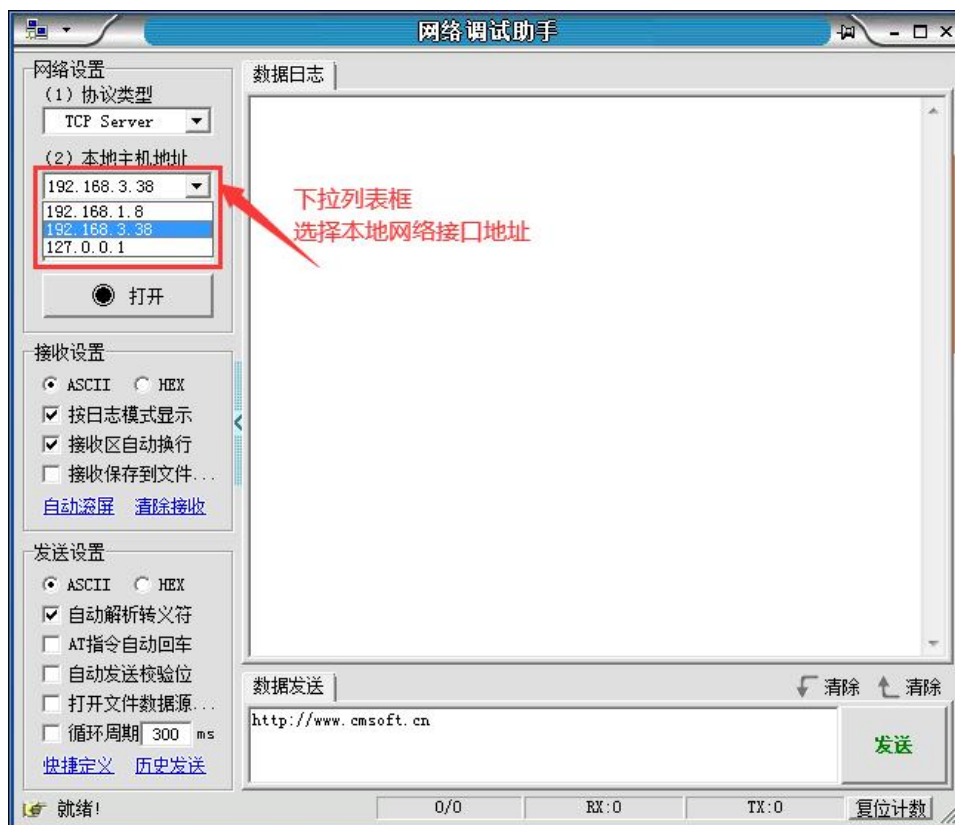 网络调试助手
网络设置
(1) 协议类型
TCP Server
(2) 本地主机地址
192.168.3.38
192.168.1.8
192.168.3.38
127.0.0.1
打开
接收设置
ASCII HEX
按日志模式显示
接收区自动换行
接收保存到文件...
自动滚屏 清除接收
发送设置
ASCII HEX
自动解析转义符
AT指令自动回车
自动发送校验位
打开文件数据源...
循环周期 300 ms
快捷定义 历史发送
数据日志
下拉列表框
选择本地网络接口地址
数据发送
清除 清除
http://www.cmsoft.cn
发送
就绪! 0/0 RX:0 TX:0 复位计数